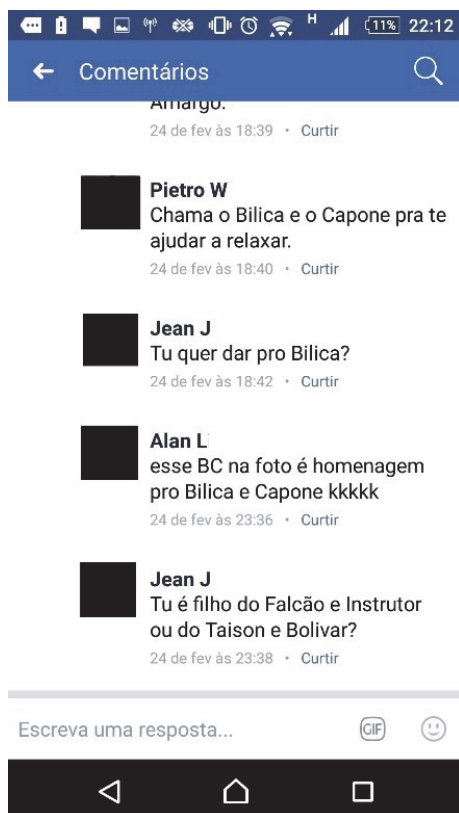 H 11% 22:12
Comentários
Amargo.
24 de fev às 18:39 • Curtir
Pietro W
Chama o Bilica e o Capone pra te
ajudar a relaxar.
24 de fev às 18:40 • Curtir
Jean J
Tu quer dar pro Bilica?
24 de fev às 18:42 • Curtir
Alan L
esse BC na foto é homenagem
pro Bilica e Capone kkkkk
24 de fev às 23:36 • Curtir
Jean J
Tu é filho do Falcão e Instrutor
ou do Taison e Bolivar?
24 de fev às 23:38 • Curtir
Escreva uma resposta... GIF